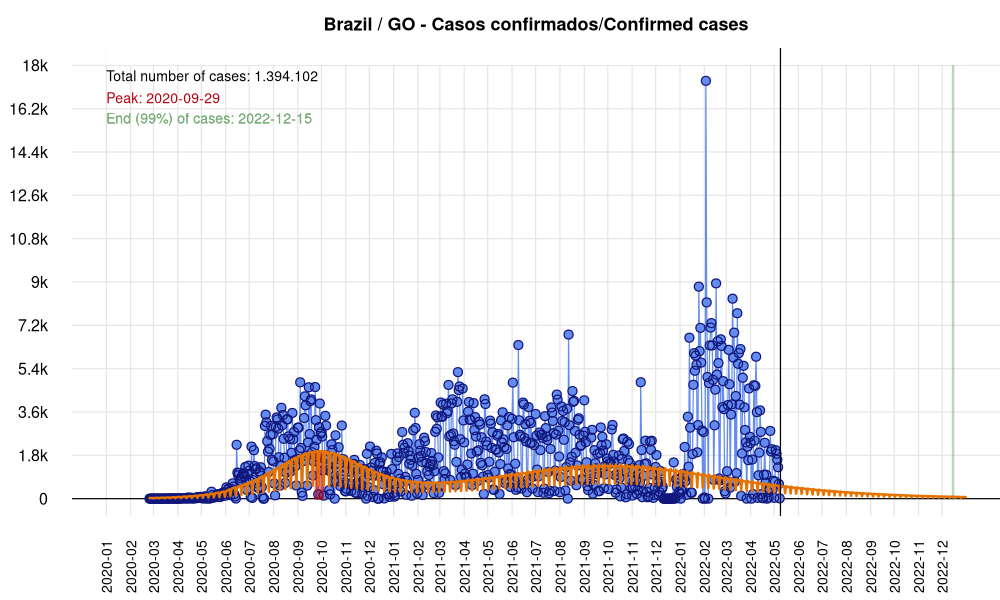 Brazil / GO - Casos confirmados/Confirmed cases
Total number of cases: 1.394.102
Peak: 2020-09-29
End (99%) of cases: 2022-12-15
18k
16.2k
14.4k
12.6k
10.8k
9k
7.2k
5.4k
3.6k
1.8k
0
2020-01
2020-02
2020-03
2020-04
2020-05
2020-06
2020-07
2020-08
2020-09
2020-10
2020-11
2020-12
2021-01
2021-02
2021-03
2021-04
2021-05
2021-06
2021-07
2021-08
2021-09
2021-10
2021-11
2021-12
2022-01
2022-02
2022-03
2022-04
2022-05
2022-06
2022-07
2022-08
2022-09
2022-10
2022-11
2022-12